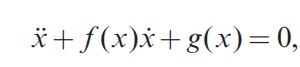 ẍ + f(x)ẋ + g(x) = 0,